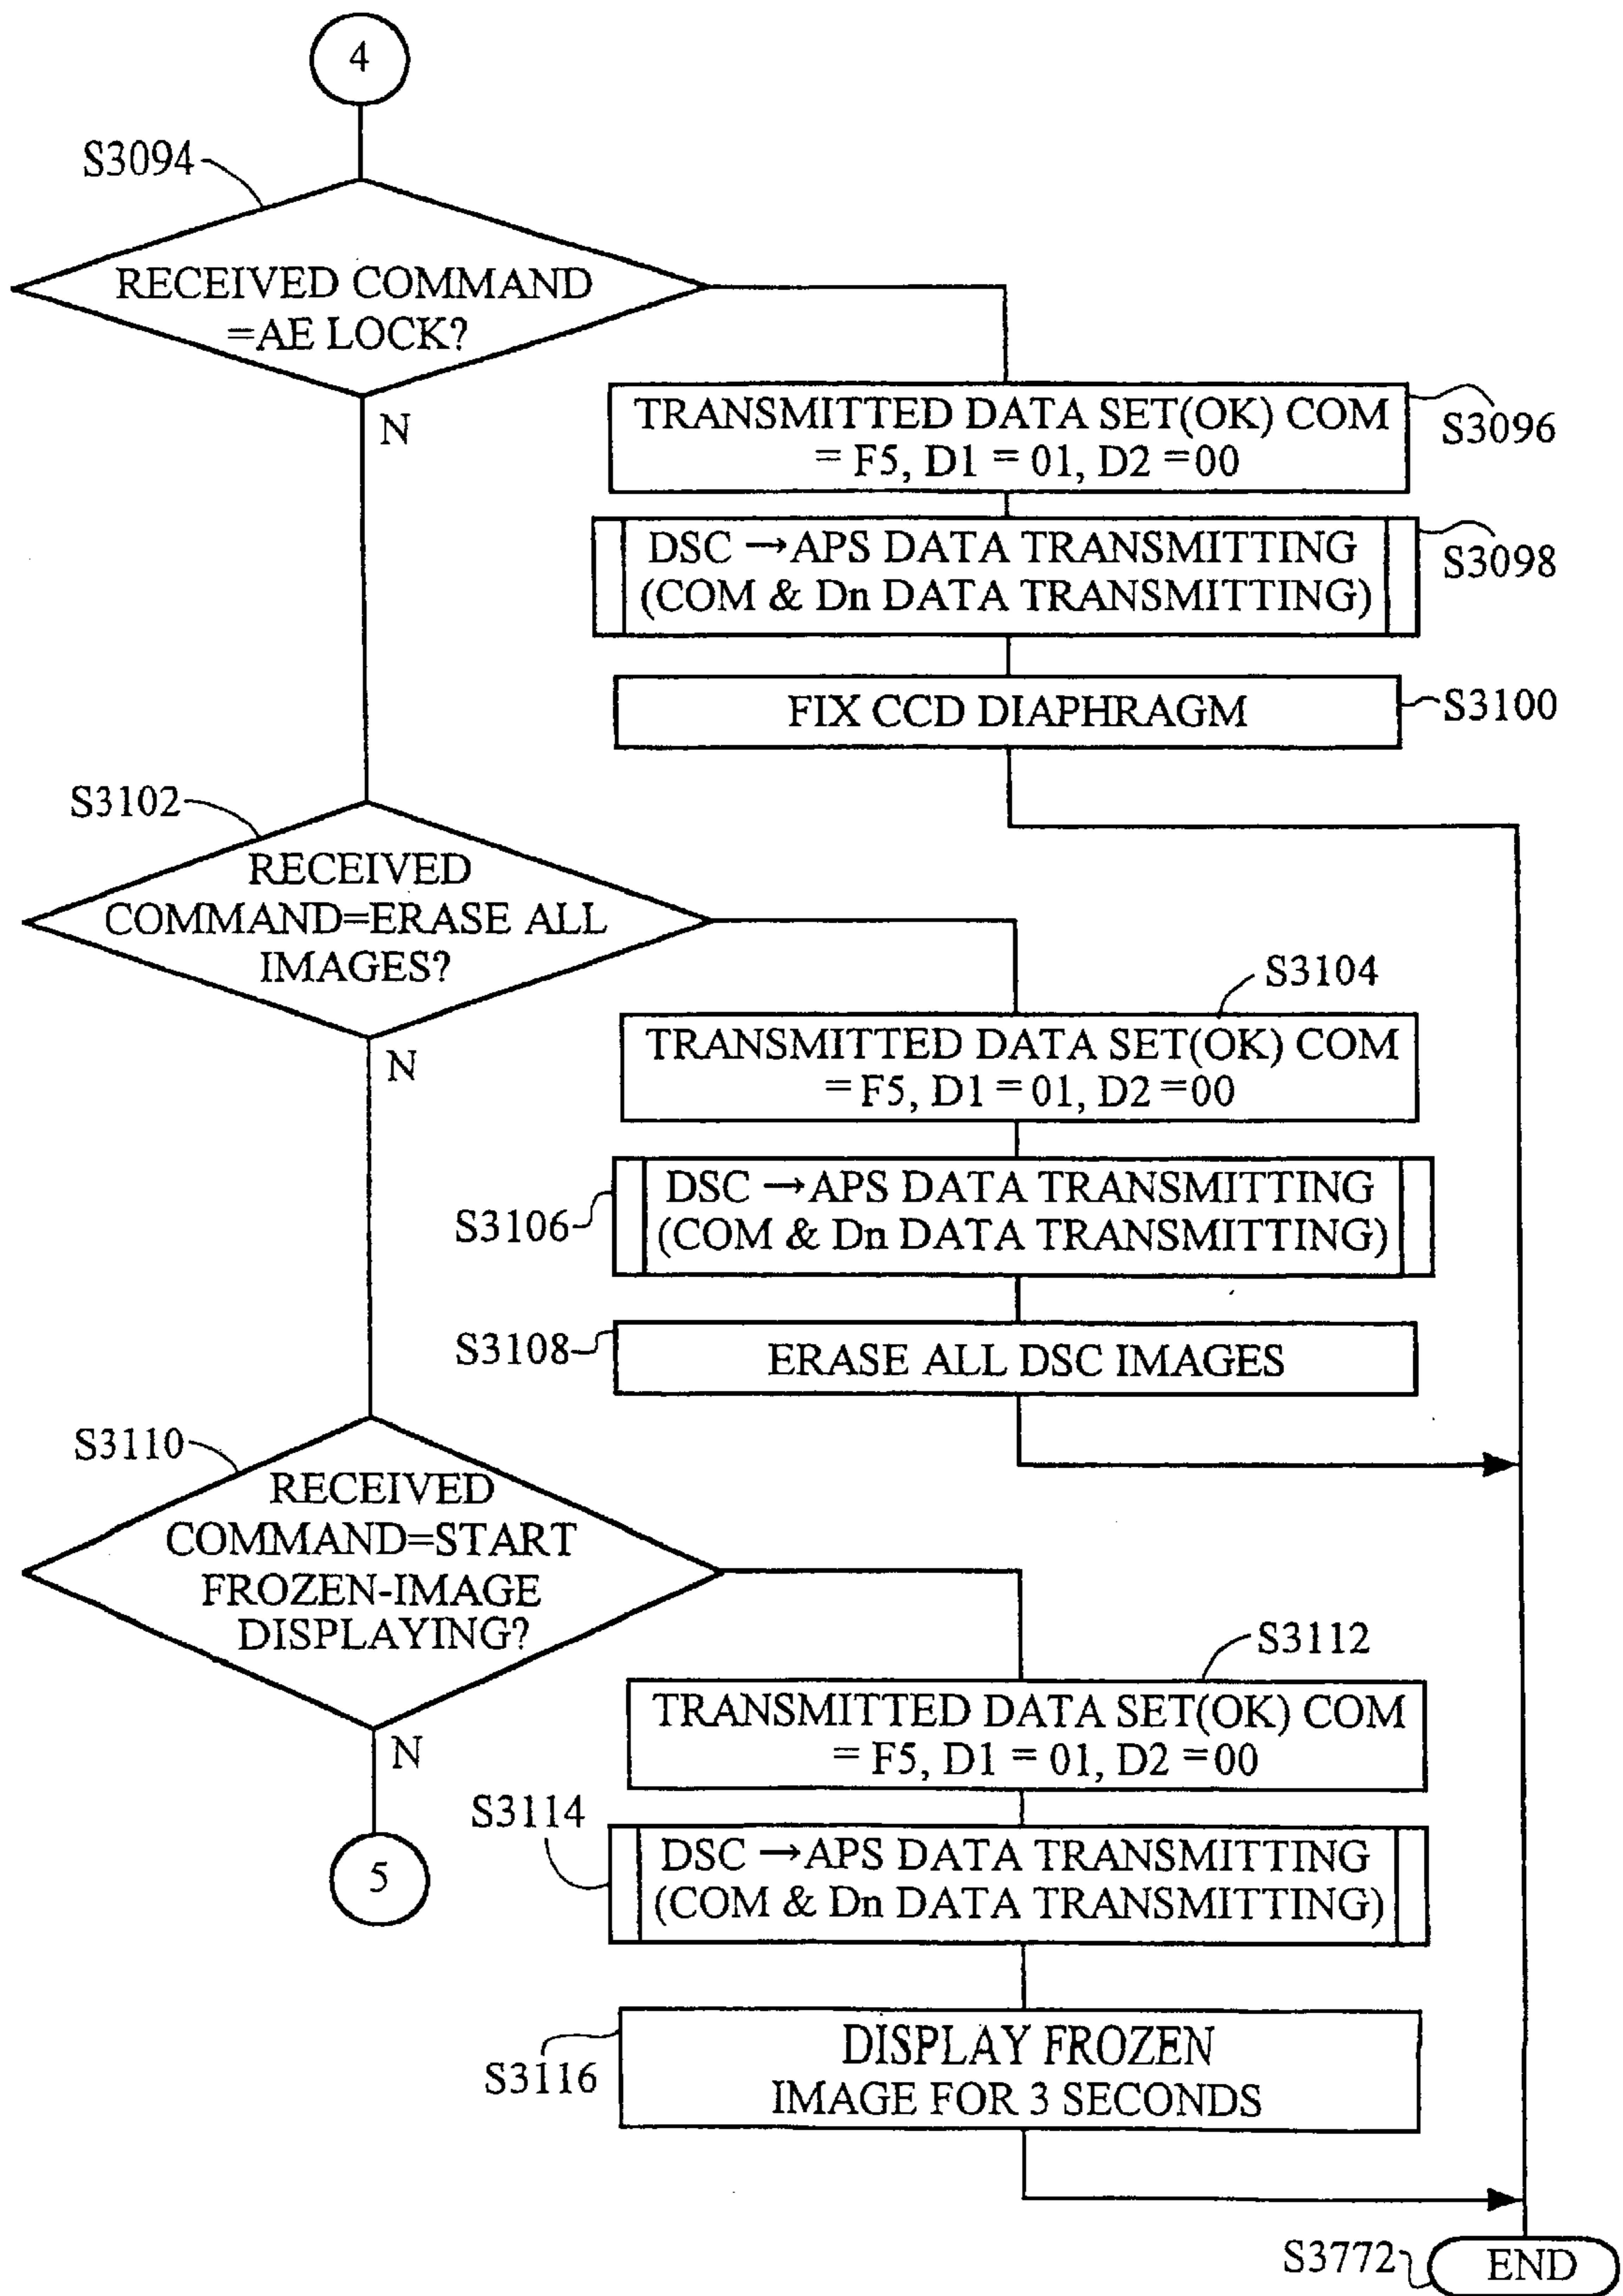 4
S3094
RECEIVED COMMAND
=AE LOCK?
N
TRANSMITTED DATA SET(OK) COM
= F5, D1 = 01, D2 =00
S3096
DSC →APS DATA TRANSMITTING
(COM & Dn DATA TRANSMITTING)
S3098
FIX CCD DIAPHRAGM
S3100
S3102
RECEIVED
COMMAND=ERASE ALL
IMAGES?
N
S3104
TRANSMITTED DATA SET(OK) COM
= F5, D1 = 01, D2 =00
S3106
DSC →APS DATA TRANSMITTING
(COM & Dn DATA TRANSMITTING)
S3108
ERASE ALL DSC IMAGES
S3110
RECEIVED
COMMAND=START
FROZEN-IMAGE
DISPLAYING?
N
5
S3112
TRANSMITTED DATA SET(OK) COM
= F5, D1 = 01, D2 =00
S3114
DSC →APS DATA TRANSMITTING
(COM & Dn DATA TRANSMITTING)
S3116
DISPLAY FROZEN
IMAGE FOR 3 SECONDS
S3772
END